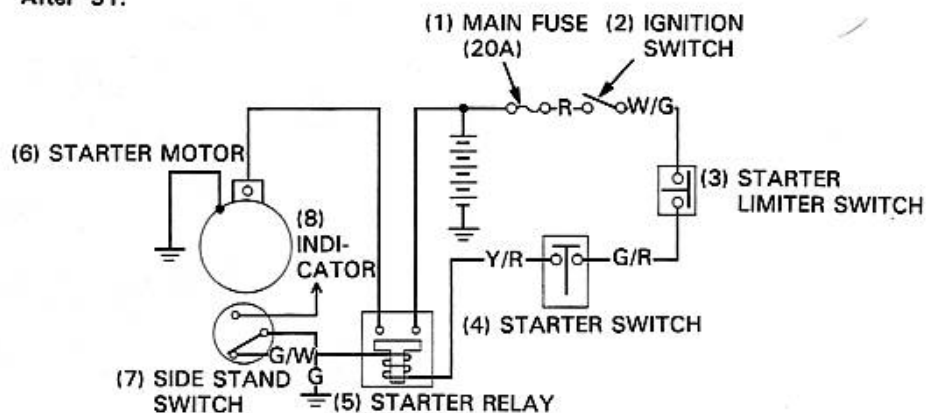 After '91:
(1) MAIN FUSE (20A)
(2) IGNITION SWITCH
R
W/G
(6) STARTER MOTOR
(3) STARTER LIMITER SWITCH
(8) INDI-
CATOR
Y/R
G/R
(4) STARTER SWITCH
G/W
G
(7) SIDE STAND SWITCH
(5) STARTER RELAY